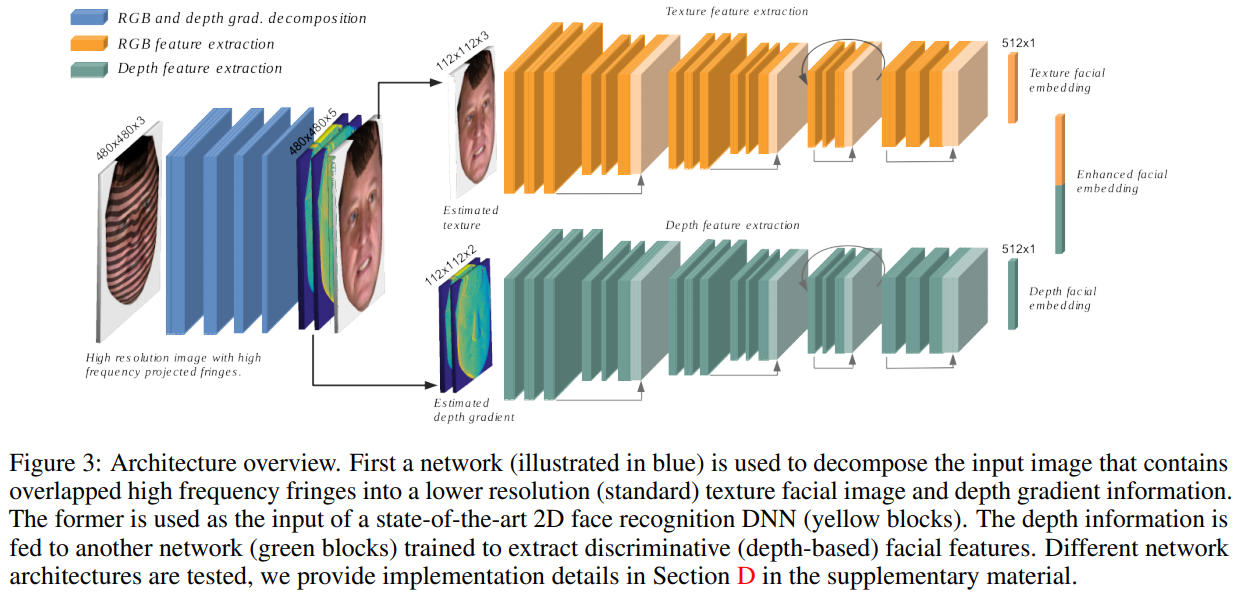 RGB and depth grad. decomposition
RGB feature extraction
Depth feature extraction
Texture feature extraction
480x480x3
480x480x5
112x112x3
512x1
Texture facial
embedding
Estimated
texture
Enhanced facial
embedding
High resolution image with high
frequency projected fringes.
112x112x2
Depth feature extraction
512x1
Depth facial
embedding
Estimated
depth gradient
Figure 3: Architecture overview. First a network (illustrated in blue) is used to decompose the input image that contains
overlapped high frequency fringes into a lower resolution (standard) texture facial image and depth gradient information.
The former is used as the input of a state-of-the-art 2D face recognition DNN (yellow blocks). The depth information is
fed to another network (green blocks) trained to extract discriminative (depth-based) facial features. Different network
architectures are tested, we provide implementation details in Section D in the supplementary material.